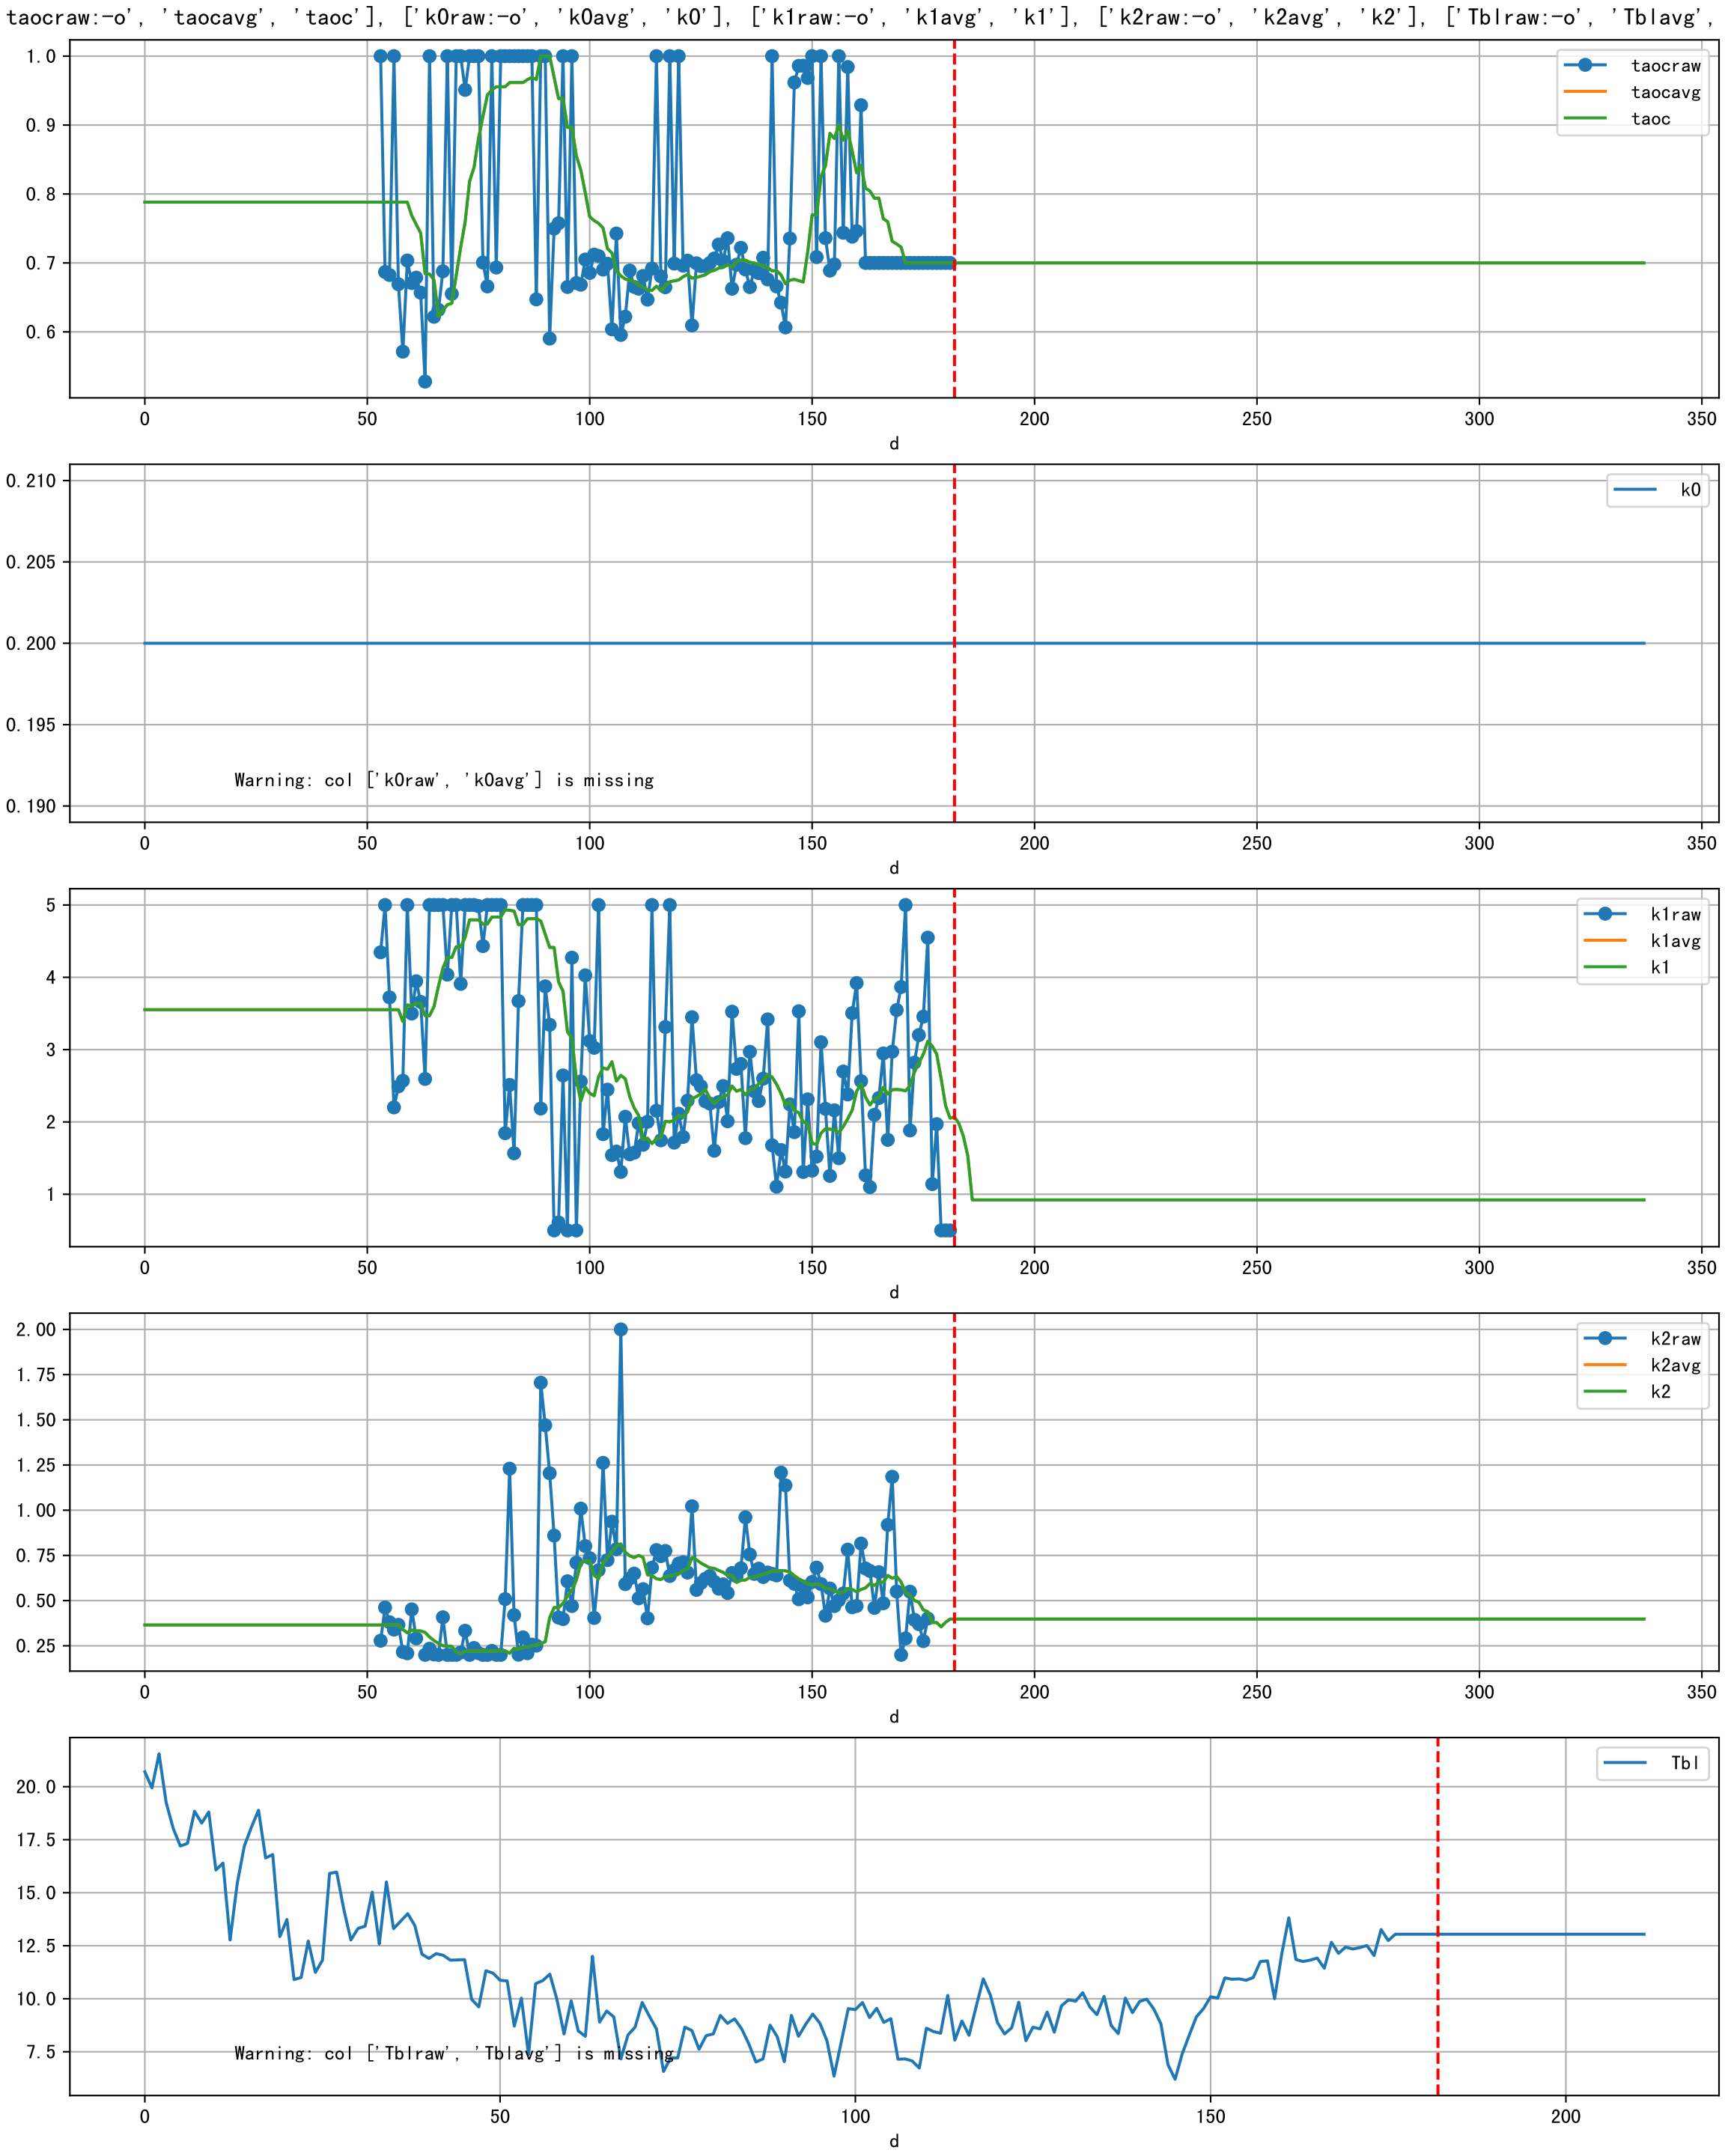 taocraw:-o', 'taocavg', 'taoc'], ['k0raw:-o', 'k0avg', 'k0'], ['k1raw:-o', 'k1avg', 'k1'], ['k2raw:-o', 'k2avg', 'k2'], ['Tblraw:-o', 'Tblavg',
1.0
0.9
0.8
0.7
0.6
taocraw
taocavg
taoc
0 50 100 150 200 250 300 350
d
0.210
0.205
0.200
0.195
0.190
k0
Warning: col ['k0raw', 'k0avg'] is missing
0 50 100 150 200 250 300 350
d
5
4
3
2
1
k1raw
k1avg
k1
0 50 100 150 200 250 300 350
d
2.00
1.75
1.50
1.25
1.00
0.75
0.50
0.25
k2raw
k2avg
k2
0 50 100 150 200 250 300 350
d
20.0
17.5
15.0
12.5
10.0
7.5
Tbl
Warning: col ['Tblraw', 'Tblavg'] is missing
0 50 100 150 200
d